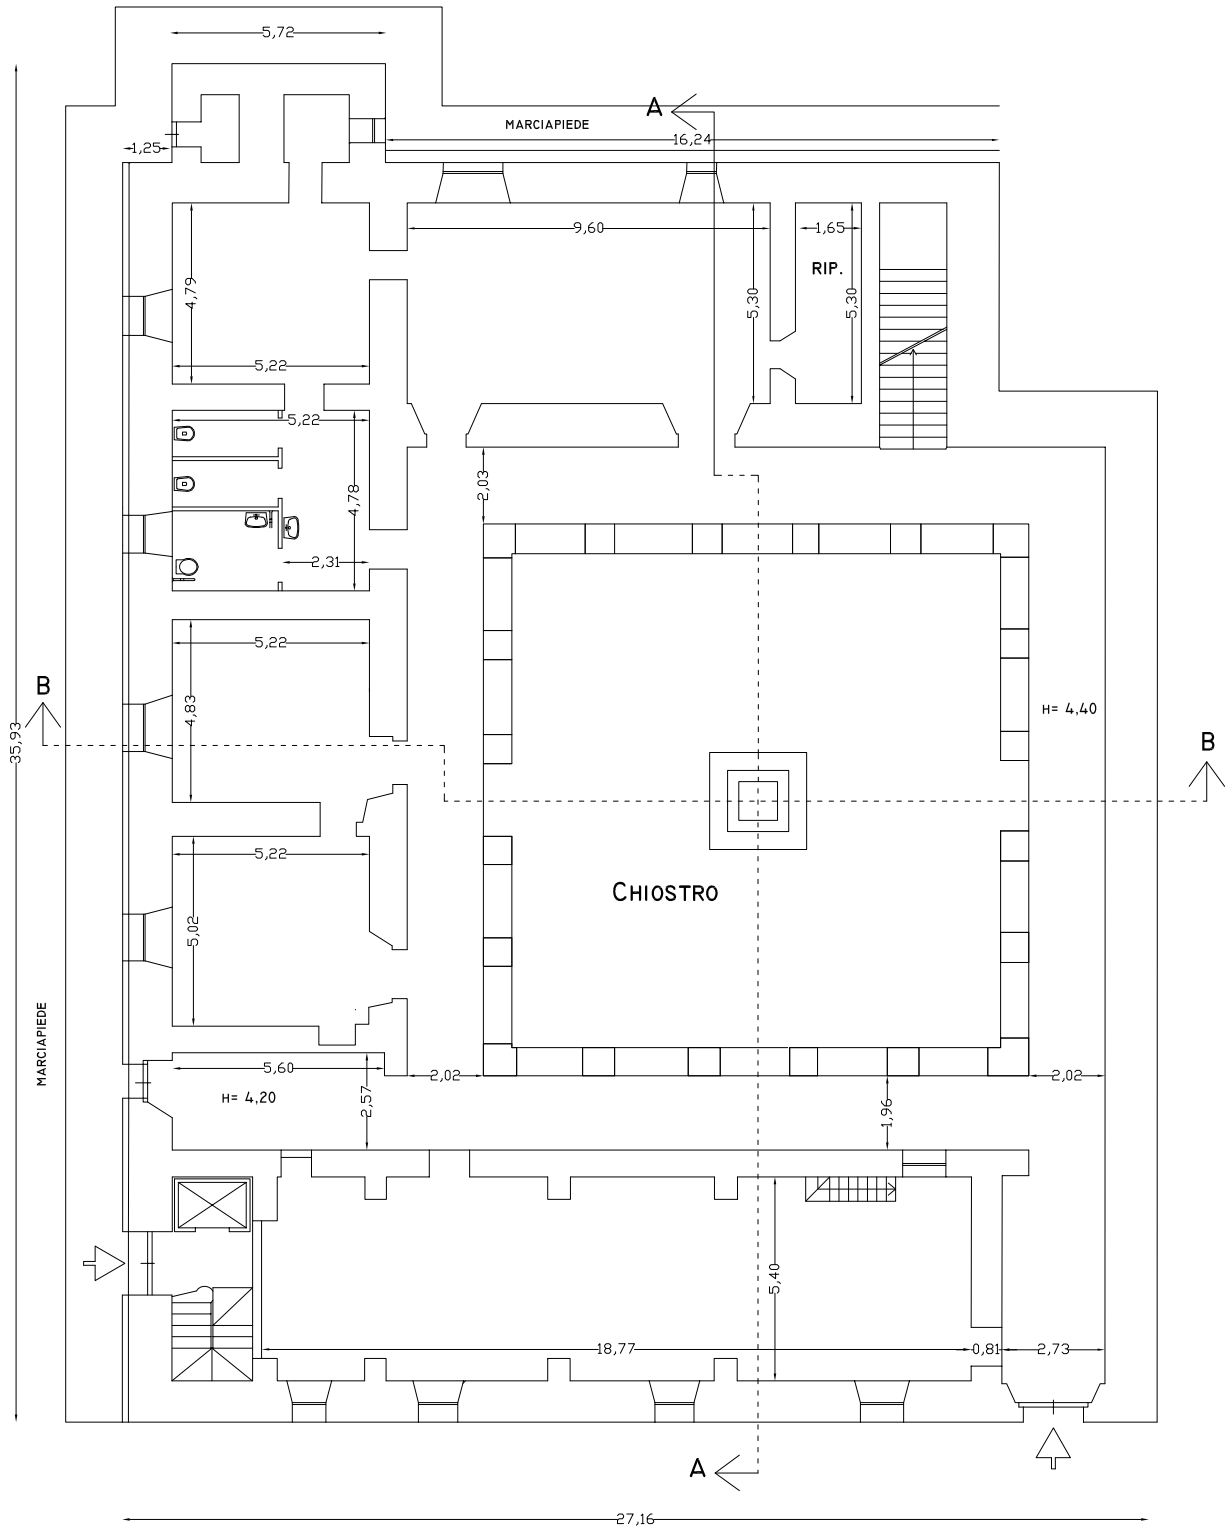 5,72
A
MARCIAPIEDE
16,24
1,25
9,60
1,65
RIP.
4,79
5,30
5,30
5,22
5,22
2,03
4,78
2,31
5,22
B
4,83
H= 4,40
35,93
B
5,22
CHIOSTRO
5,02
MARCIAPIEDE
5,60
2,02
2,02
H= 4,20
2,57
1,96
5,40
18,77
0,81
2,73
A
27,16